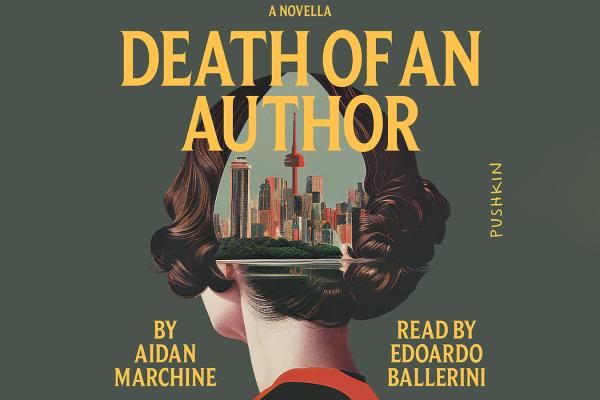 A NOVELLA
DEATH OF AN
AUTHOR
PUSHKIN
BY
AIDAN
MARCHINE
READ BY
EDOARDO
BALLERINI